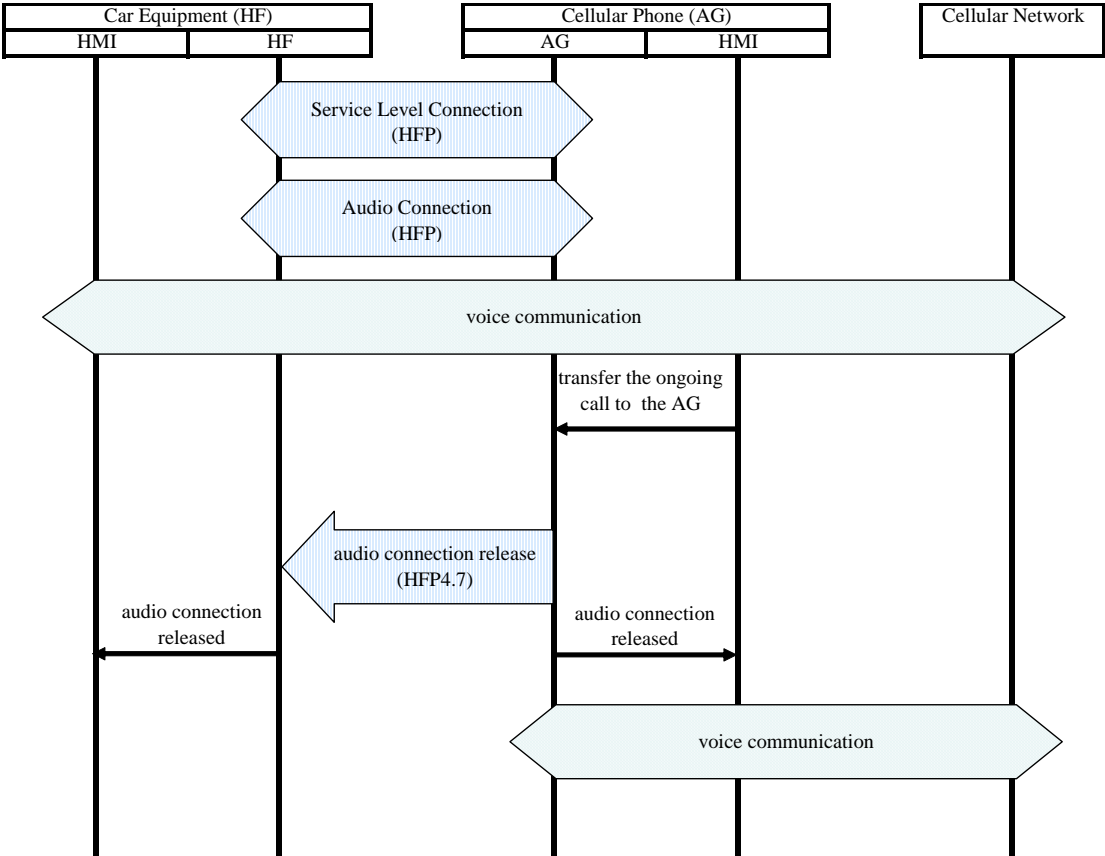 Car Equipment (HF)
Cellular Phone (AG)
Cellular Network
HMI
HF
AG
HMI
Service Level Connection
(HFP)
Audio Connection
(HFP)
voice communication
transfer the ongoing
call to the AG
audio connection release
(HFP4.7)
audio connection
released
audio connection
released
voice communication